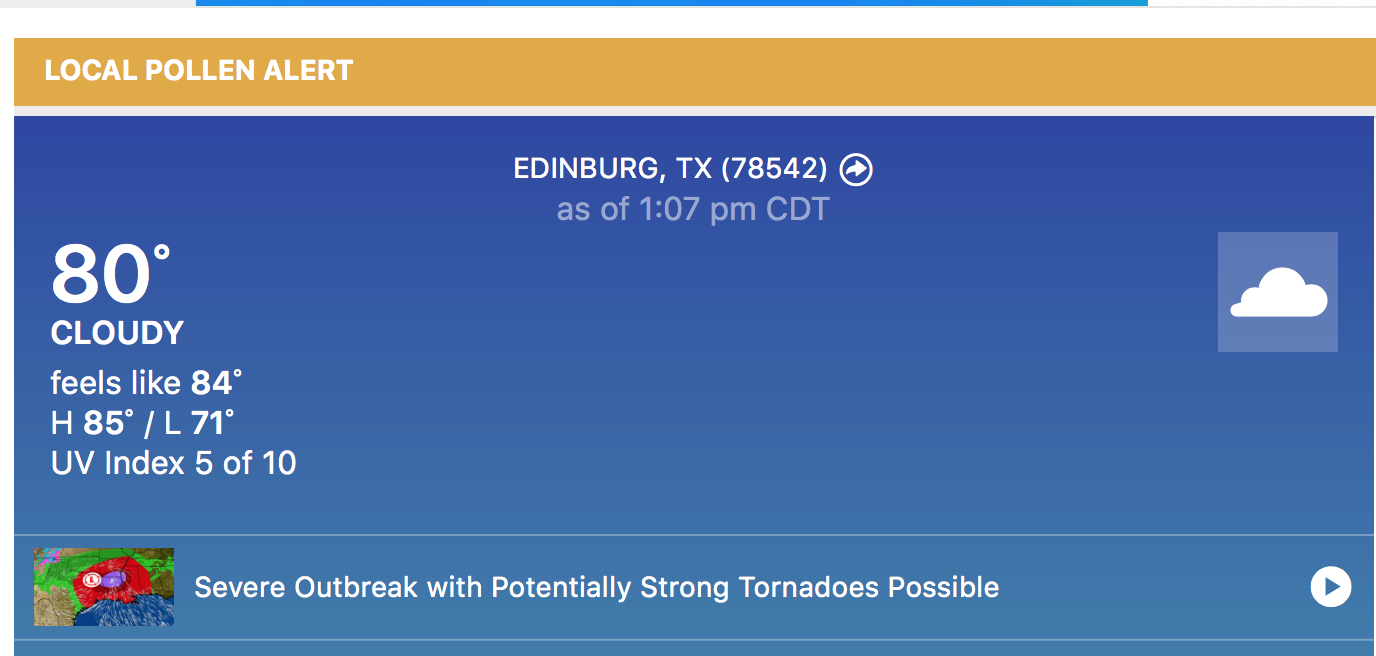 LOCAL POLLEN ALERT
EDINBURG, TX (78542)
as of 1:07 pm CDT
80°
CLOUDY
feels like 84°
H 85° / L 71°
UV Index 5 of 10
Severe Outbreak with Potentially Strong Tornadoes Possible